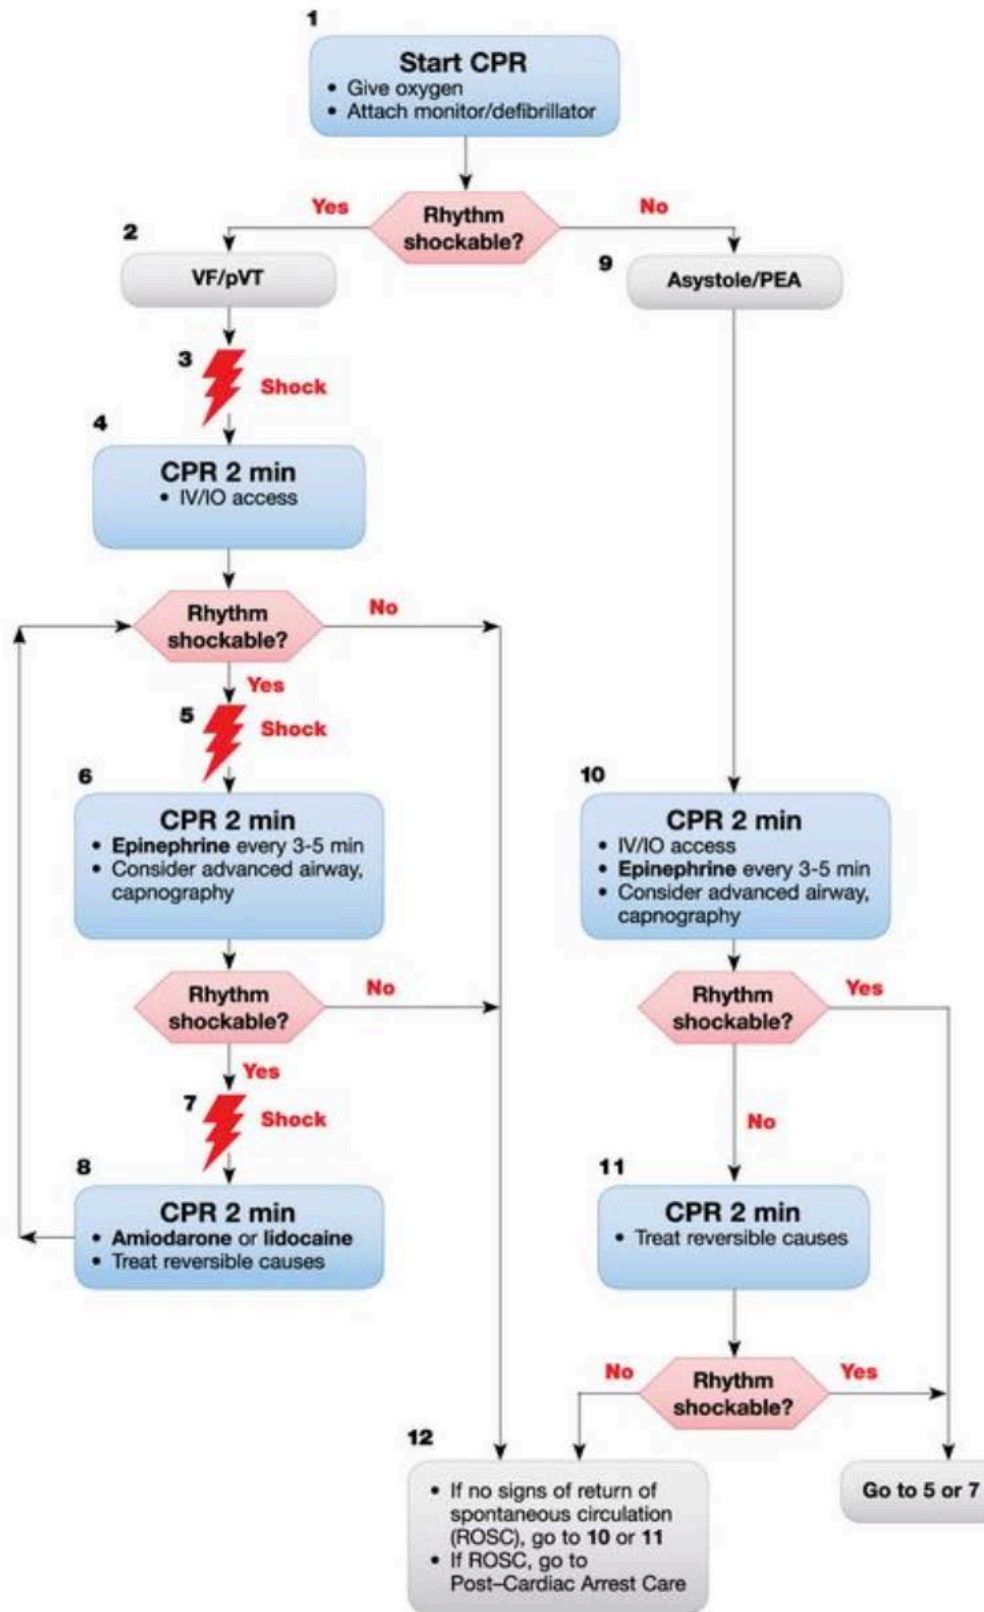 1
Start CPR
• Give oxygen
• Attach monitor/defibrillator
Rhythm
shockable?
Yes
No
2
VF/pVT
9
Asystole/PEA
3
Shock
4
CPR 2 min
• IV/IO access
Rhythm
shockable?
No
Yes
5
Shock
6
CPR 2 min
• Epinephrine every 3-5 min
• Consider advanced airway,
capnography
Rhythm
shockable?
No
Yes
7
Shock
8
CPR 2 min
• Amiodarone or lidocaine
• Treat reversible causes
10
CPR 2 min
• IV/IO access
• Epinephrine every 3-5 min
• Consider advanced airway,
capnography
Rhythm
shockable?
Yes
No
11
CPR 2 min
• Treat reversible causes
Rhythm
shockable?
No
Yes
12
• If no signs of return of
spontaneous circulation
(ROSC), go to 10 or 11
• If ROSC, go to
Post–Cardiac Arrest Care
Go to 5 or 7